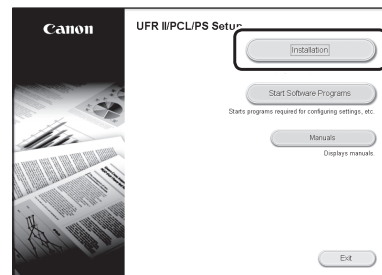 Canon
UFR II/PCL/PS Setup
Installation
Start Software Programs
Starts programs required for configuring settings, etc.
Manuals
Displays manuals.
Exit